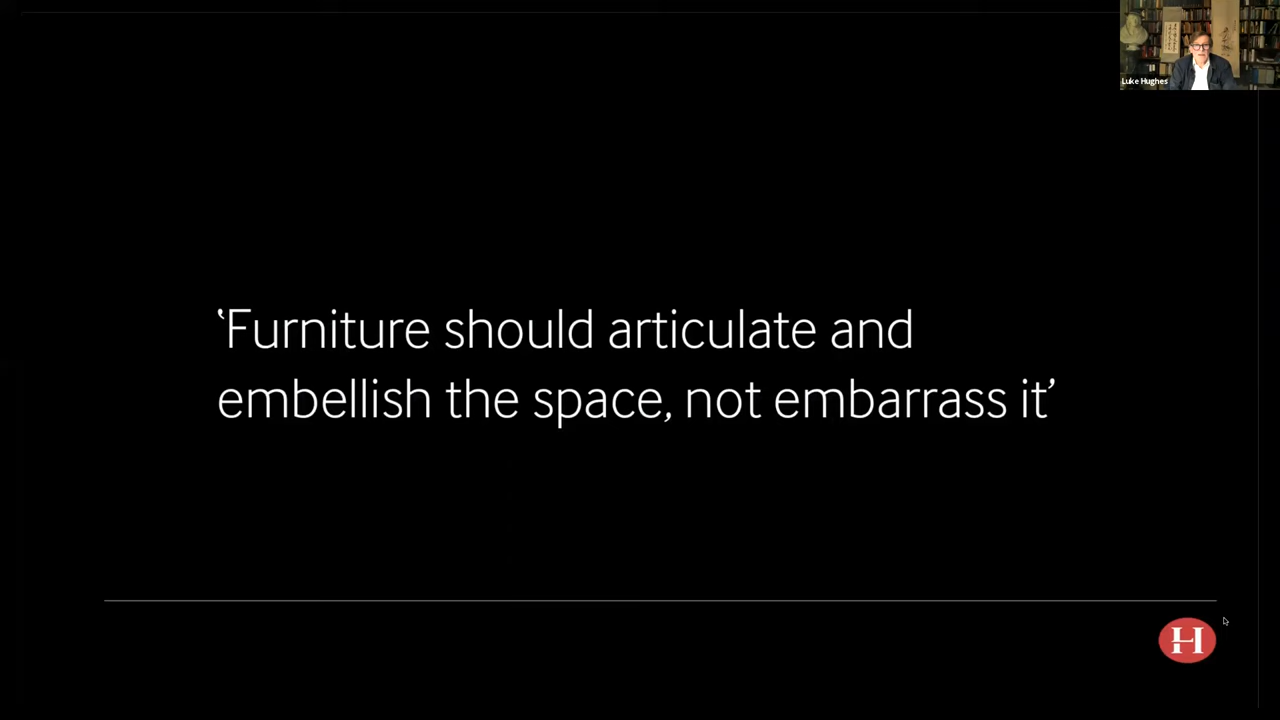 Luke Hughes
‘Furniture should articulate and
embellish the space, not embarrass it’
H